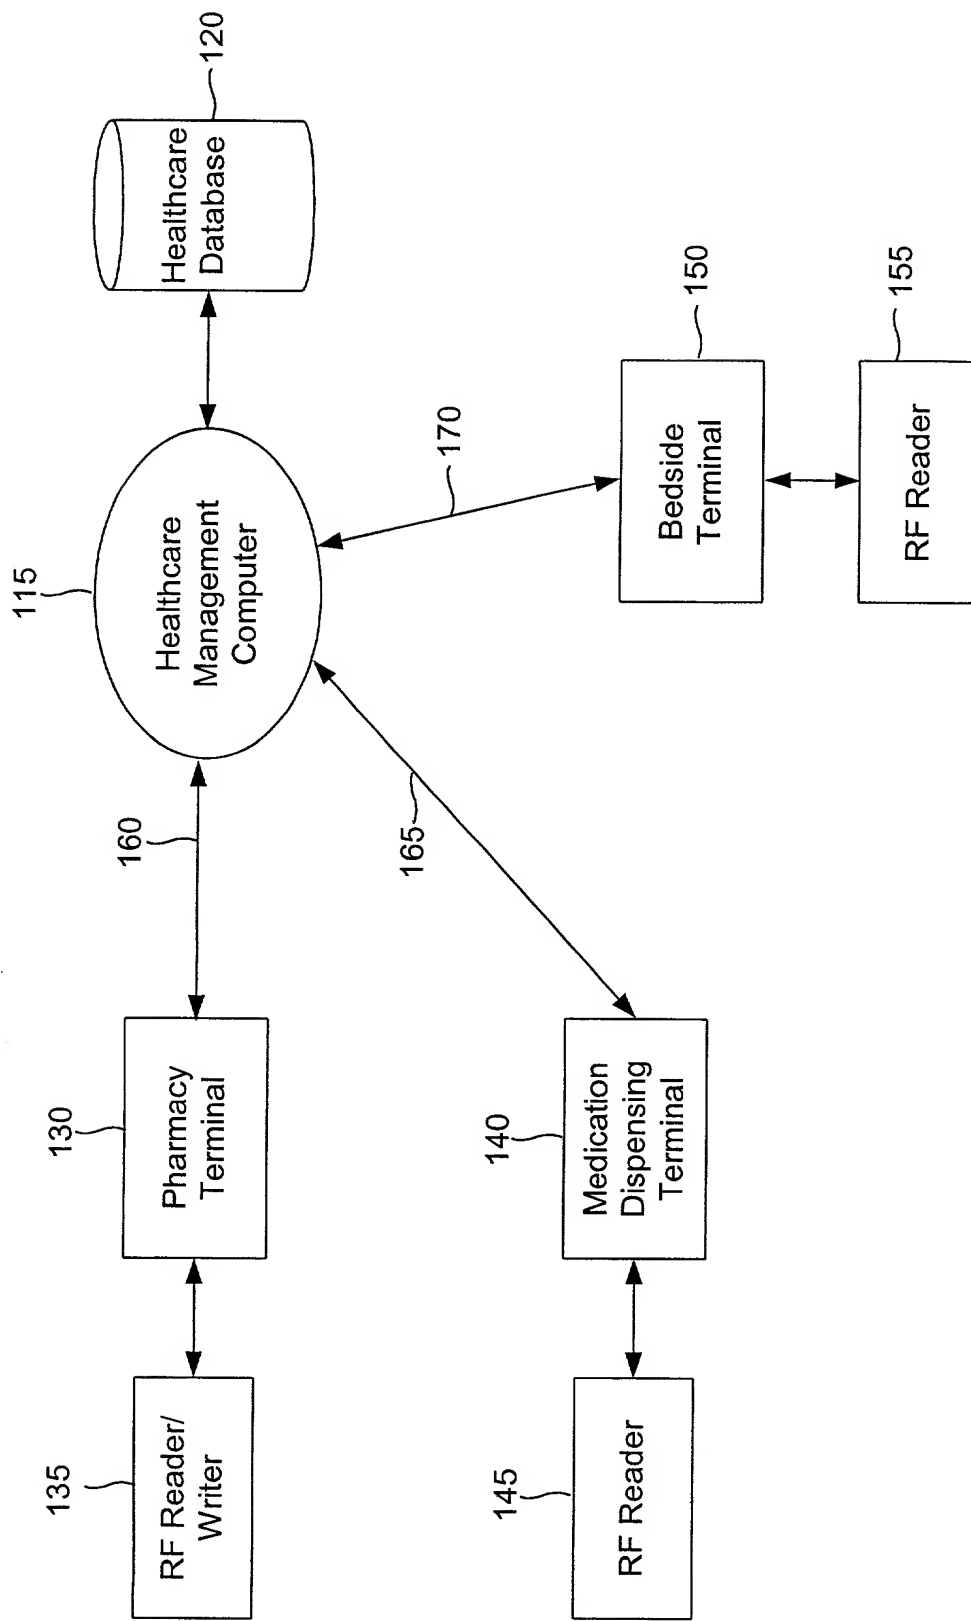 115
Healthcare
Management
Computer
120
Healthcare
Database
160
165
170
130
Pharmacy
Terminal
135
RF Reader/
Writer
140
Medication
Dispensing
Terminal
145
RF Reader
150
Bedside
Terminal
155
RF Reader